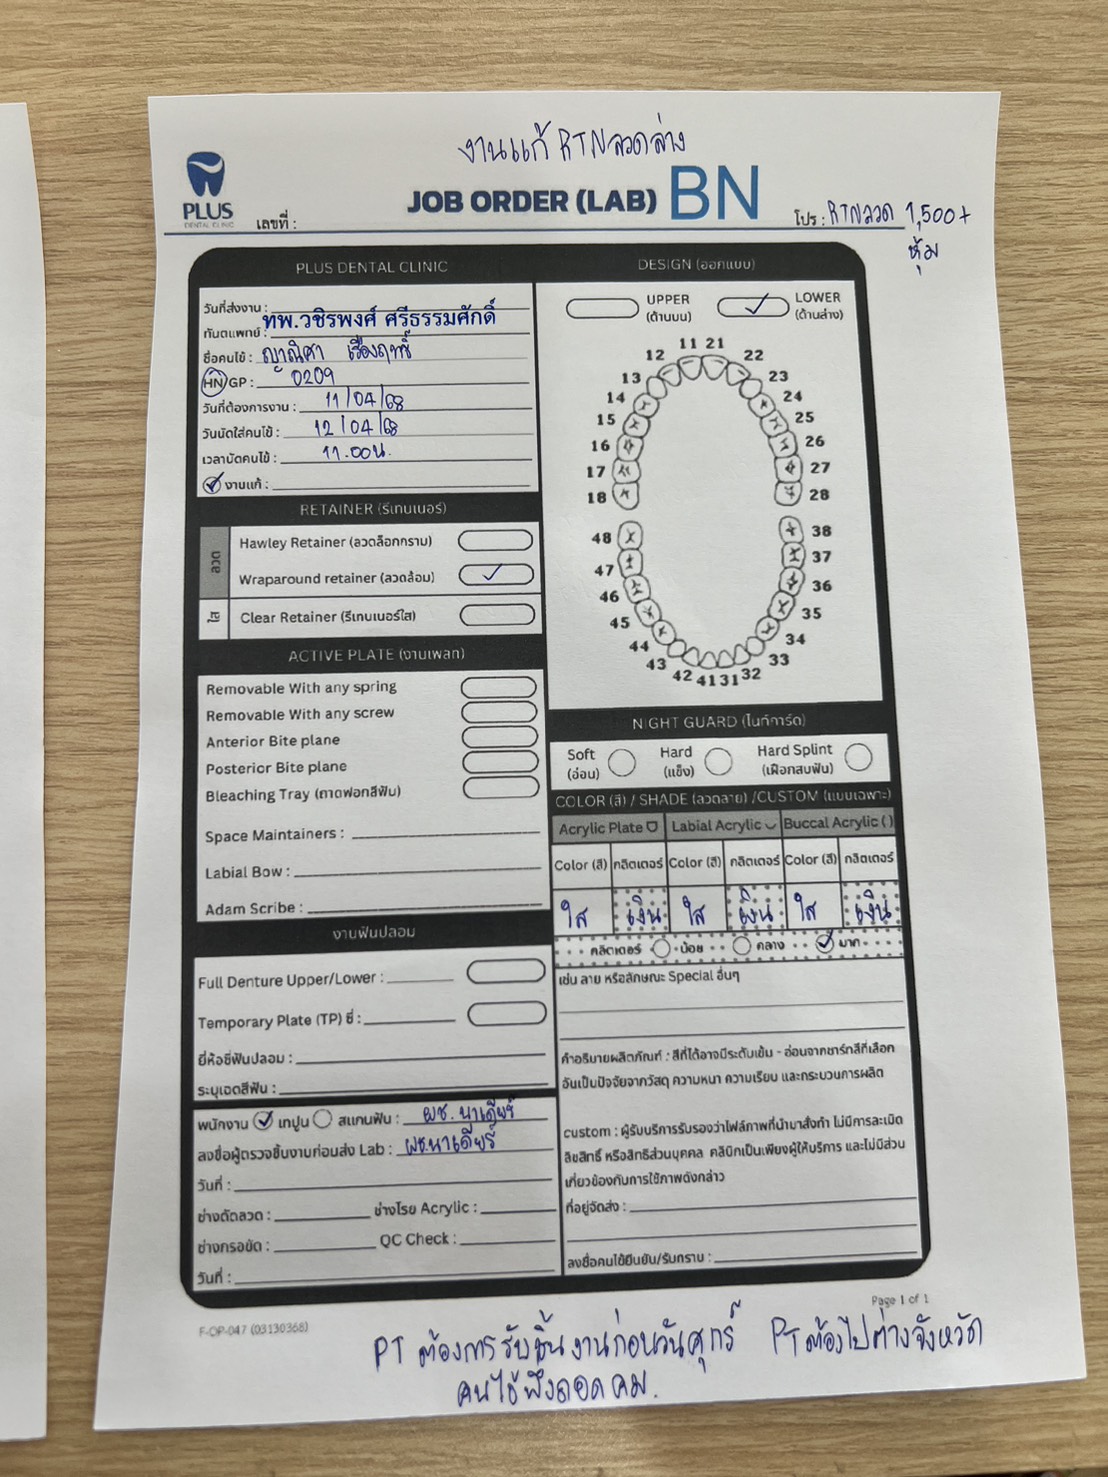 งานแก้ RTNลวดล่าง
PLUS
DENTAL CLINIC
JOB ORDER (LAB) BN
เลขที่ :
โปร : RTNลวด 1,500+
หุ้ม
PLUS DENTAL CLINIC
วันที่ส่งงาน :
ทันตแพทย์ : ทพ.วชิรพงศ์ ศรีธรรมศักดิ์
ชื่อคนไข้ : ญาณิศา เรืองฤทธิ์
HN/GP : 0209
วันที่ต้องการงาน : 11/04/68
วันนัดใส่คนไข้ : 12/04/68
เวลานัดคนไข้ : 11.00น.
งานแก้ :
RETAINER (รีเทนเนอร์)
ลวด
Hawley Retainer (ลวดล็อกกราม)
Wraparound retainer (ลวดล้อม)
ใส
Clear Retainer (รีเทนเนอร์ใส)
ACTIVE PLATE (งานเพลท)
Removable With any spring
Removable With any screw
Anterior Bite plane
Posterior Bite plane
Bleaching Tray (ถาดฟอกสีฟัน)
Space Maintainers :
Labial Bow :
Adam Scribe :
งานฟันปลอม
Full Denture Upper/Lower :
Temporary Plate (TP) ซี่ :
ยี่ห้อซี่ฟันปลอม :
ระบุเฉดสีฟัน :
พนักงาน เทปูน สแกนฟัน : ผช. นาเดียร์
ลงชื่อผู้ตรวจชิ้นงานก่อนส่ง Lab : ผช.นาเดียร์
วันที่ :
ช่างดัดลวด : ช่างโรย Acrylic :
ช่างกรอขัด : QC Check :
วันที่ :
DESIGN (ออกแบบ)
UPPER
(ด้านบน)
LOWER
(ด้านล่าง)
11 21
12 22
13 23
14 24
15 25
16 26
17 27
18 28
48 38
47 37
46 36
45 35
44 34
43 33
42 41 31 32
NIGHT GUARD (ไนท์การ์ด)
Soft
(อ่อน)
Hard
(แข็ง)
Hard Splint
(เฝือกสบฟัน)
COLOR (สี) / SHADE (ลวดลาย) /CUSTOM (แบบเฉพาะ)
Acrylic Plate Labial Acrylic Buccal Acrylic ( )
Color (สี) กลิตเตอร์ Color (สี) กลิตเตอร์ Color (สี) กลิตเตอร์
ใส เงิน ใส เงิน ใส เงิน
กลิตเตอร์ น้อย กลาง มาก
เช่น ลาย หรือลักษณะ Special อื่นๆ
คำอธิบายผลิตภัณฑ์ : สีที่ได้อาจมีระดับเข้ม - อ่อนจากชาร์ทสีที่เลือก
อันเป็นปัจจัยจากวัสดุ ความหนา ความเรียบ และกระบวนการผลิต
custom : ผู้รับบริการรับรองว่าไฟล์ภาพที่นำมาสั่งทำ ไม่มีการละเมิด
ลิขสิทธิ์ หรือสิทธิส่วนบุคคล คลินิกเป็นเพียงผู้ให้บริการ และไม่มีส่วน
เกี่ยวข้องกับการใช้ภาพดังกล่าว
ที่อยู่จัดส่ง :
ลงชื่อคนไข้ยืนยัน/รับทราบ :
Page 1 of 1
F-OP-047 (03130368)
PT ต้องการรับชิ้นงานก่อนวันศุกร์ PT ต้องไปต่างจังหวัด
คนไข้พึ่งถอดคม.